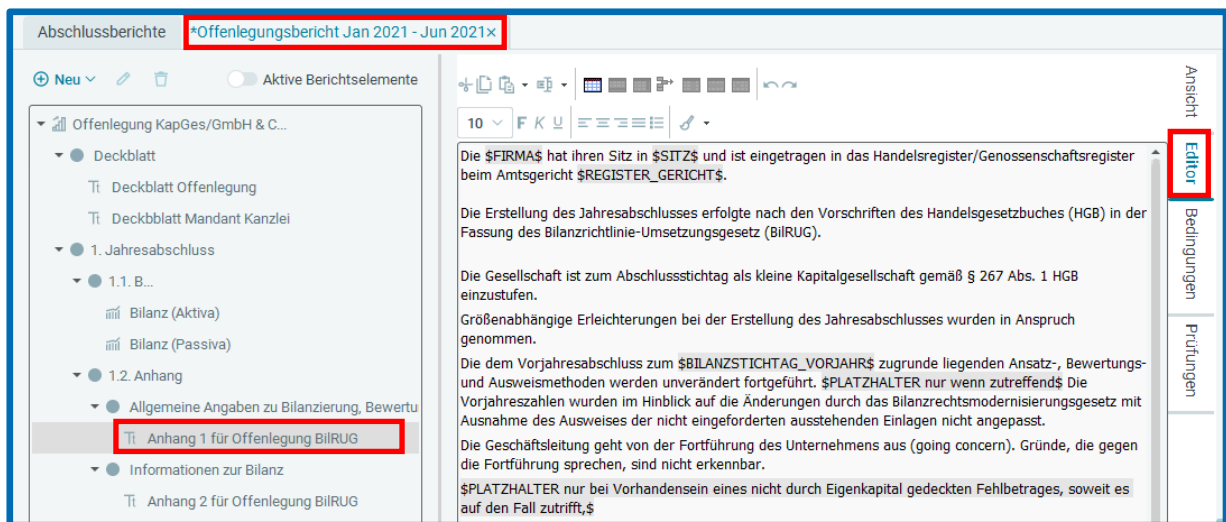 Abschlussberichte
*Offenlegungsbericht Jan 2021 - Jun 2021×
Neu
Aktive Berichtselemente
Offenlegung KapGes/GmbH & C...
Deckblatt
Tt Deckblatt Offenlegung
Tt Deckbblatt Mandant Kanzlei
1. Jahresabschluss
1.1. B...
Bilanz (Aktiva)
Bilanz (Passiva)
1.2. Anhang
Allgemeine Angaben zu Bilanzierung, Bewertu
Tt Anhang 1 für Offenlegung BilRUG
Informationen zur Bilanz
Tt Anhang 2 für Offenlegung BilRUG
10 F K U
Die $FIRMA$ hat ihren Sitz in $SITZ$ und ist eingetragen in das Handelsregister/Genossenschaftsregister
beim Amtsgericht $REGISTER_GERICHT$.
Die Erstellung des Jahresabschlusses erfolgte nach den Vorschriften des Handelsgesetzbuches (HGB) in der
Fassung des Bilanzrichtlinie-Umsetzungsgesetz (BilRUG).
Die Gesellschaft ist zum Abschlussstichtag als kleine Kapitalgesellschaft gemäß § 267 Abs. 1 HGB
einzustufen.
Größenabhängige Erleichterungen bei der Erstellung des Jahresabschlusses wurden in Anspruch
genommen.
Die dem Vorjahresabschluss zum $BILANZSTICHTAG_VORJAHR$ zugrunde liegenden Ansatz-, Bewertungs-
und Ausweismethoden werden unverändert fortgeführt. $PLATZHALTER nur wenn zutreffend$ Die
Vorjahreszahlen wurden im Hinblick auf die Änderungen durch das Bilanzrechtsmodernisierungsgesetz mit
Ausnahme des Ausweises der nicht eingeforderten ausstehenden Einlagen nicht angepasst.
Die Geschäftsleitung geht von der Fortführung des Unternehmens aus (going concern). Gründe, die gegen
die Fortführung sprechen, sind nicht erkennbar.
$PLATZHALTER nur bei Vorhandensein eines nicht durch Eigenkapital gedeckten Fehlbetrages, soweit es
auf den Fall zutrifft,$
Ansicht
Editor
Bedingungen
Prüfungen